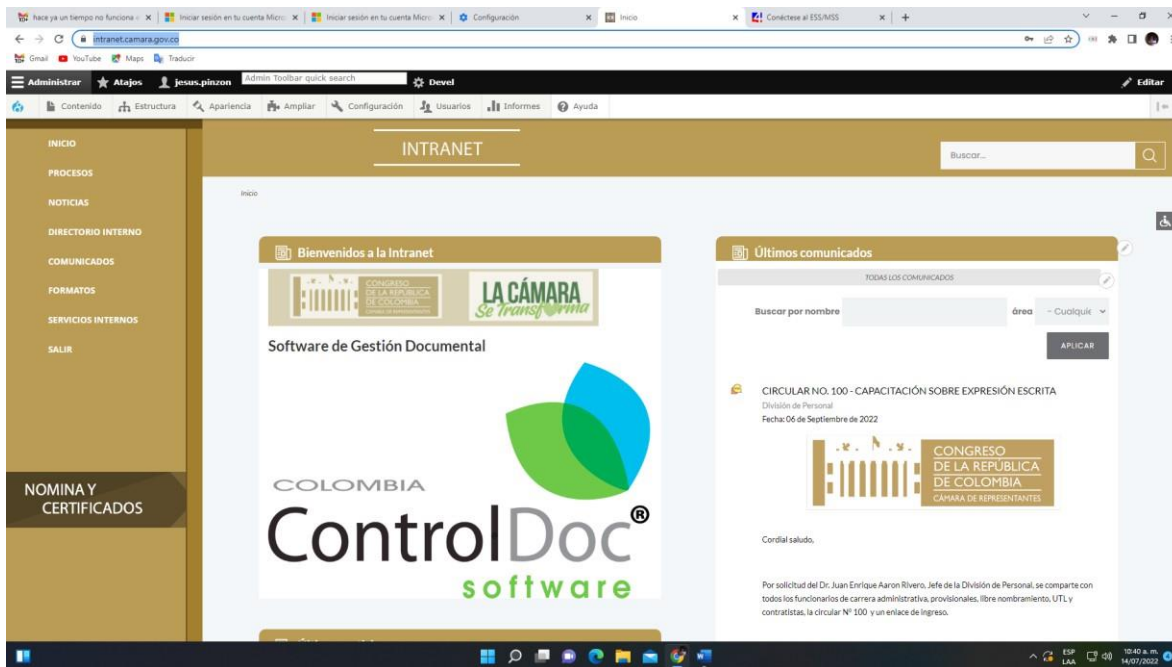 hace ya un tiempo no funciona
Iniciar sesión en tu cuenta Micro
Iniciar sesión en tu cuenta Micro
Configuración
Inicio
Conéctese al ESS/MSS
intranet.camara.gov.co
Gmail YouTube Maps Traducir
Administrar Atajos jesus.pinzon Admin Toolbar quick search Devel Editar
Contenido Estructura Apariencia Ampliar Configuración Usuarios Informes Ayuda
INICIO
PROCESOS
NOTICIAS
DIRECTORIO INTERNO
COMUNICADOS
FORMATOS
SERVICIOS INTERNOS
SALIR
NOMINA Y
CERTIFICADOS
INTRANET
Buscar...
Inicio
Bienvenidos a la Intranet
CONGRESO
DE LA REPÚBLICA
DE COLOMBIA
CÁMARA DE REPRESENTANTES
LA CÁMARA
Se Transforma
Software de Gestión Documental
COLOMBIA
ControlDoc®
software
Últimos comunicados
TODAS LOS COMUNICADOS
Buscar por nombre
área - Cualquie
APLICAR
CIRCULAR NO. 100 - CAPACITACIÓN SOBRE EXPRESIÓN ESCRITA
División de Personal
Fecha: 06 de Septiembre de 2022
CONGRESO
DE LA REPÚBLICA
DE COLOMBIA
CÁMARA DE REPRESENTANTES
Cordial saludo,
Por solicitud del Dr. Juan Enrique Aaron Rivero, Jefe de la División de Personal, se comparte con
todos los funcionarios de carrera administrativa, provisionales, libre nombramiento, UTL y
contratistas, la circular Nº 100 y un enlace de ingreso.
ESP
LAA
10:40 a. m.
14/07/2022